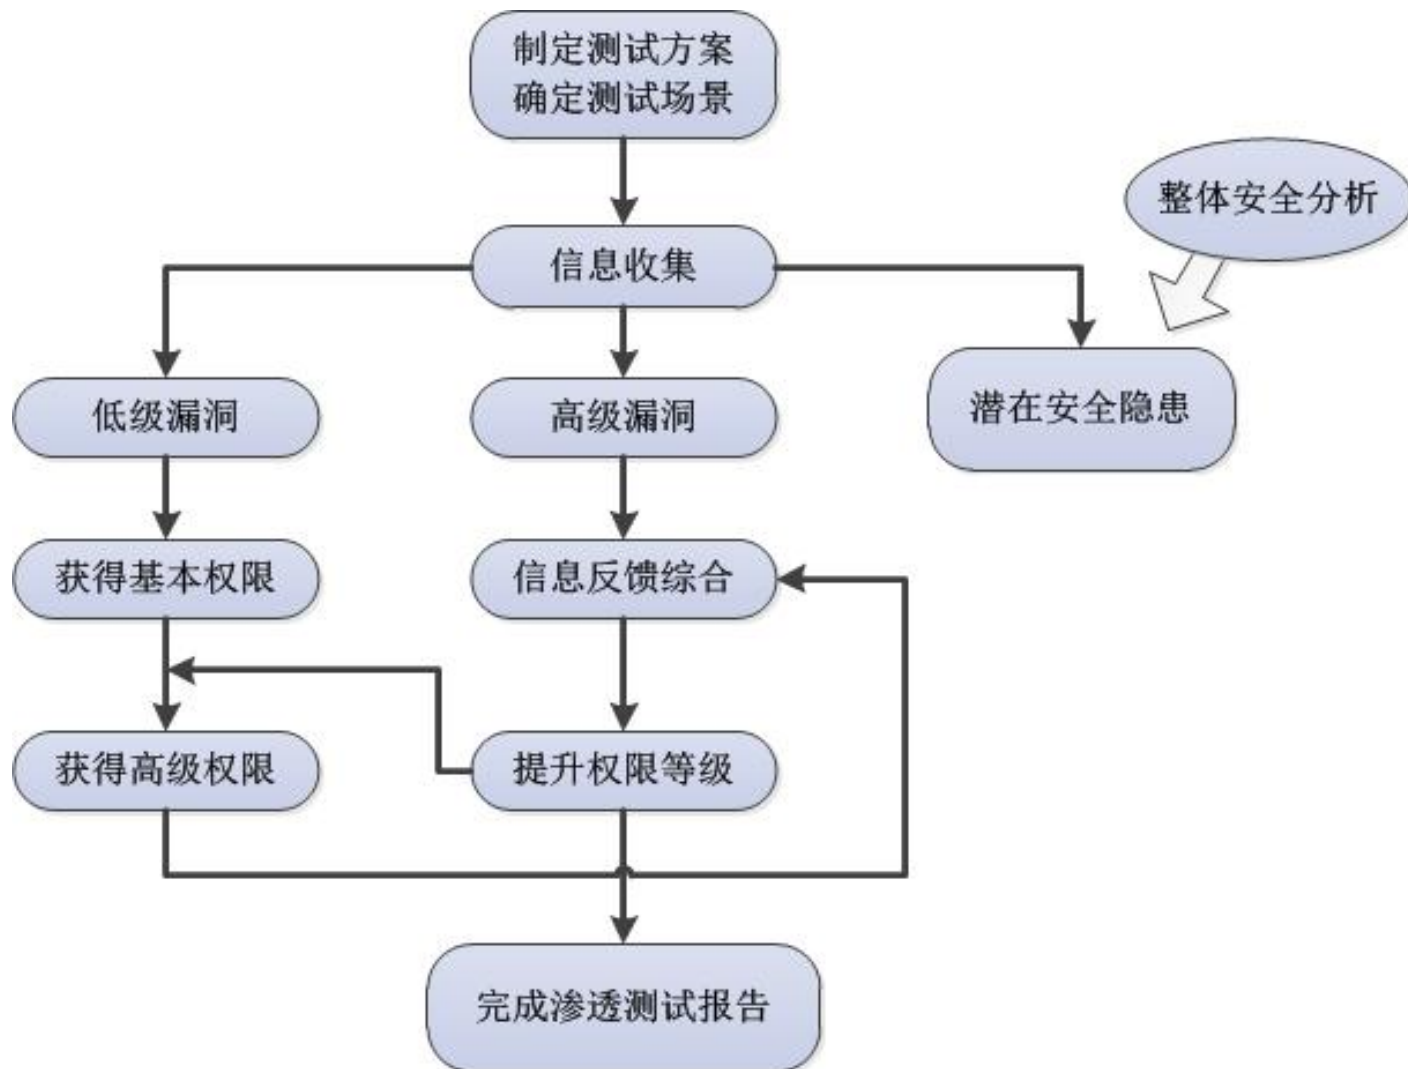 制定测试方案
确定测试场景
整体安全分析
信息收集
低级漏洞
高级漏洞
潜在安全隐患
获得基本权限
信息反馈综合
获得高级权限
提升权限等级
完成渗透测试报告